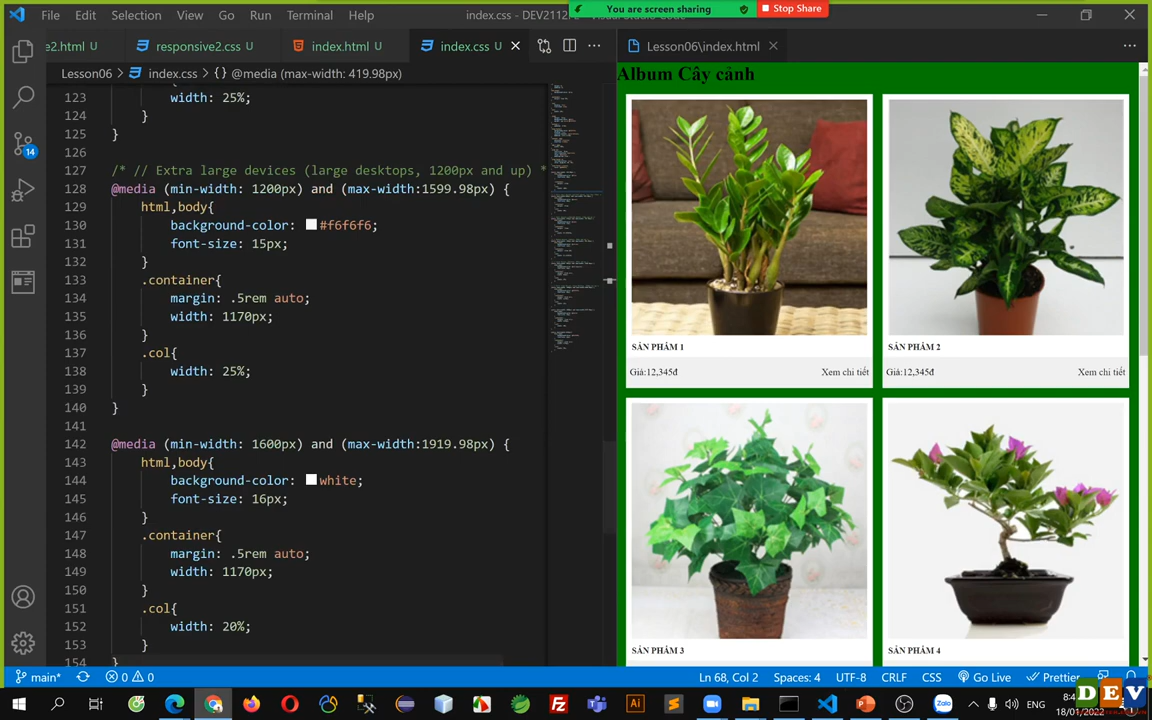 You are screen sharing
Stop Share
File Edit Selection View Go Run Terminal Help
index.css - DEV2112
e2.html U
responsive2.css U
index.html U
index.css U
Lesson06\index.html
Lesson06 > index.css > {} @media (max-width: 419.98px)
123
width: 25%;
124 }
125 }
126
127 /* // Extra large devices (large desktops, 1200px and up) *
128 @media (min-width: 1200px) and (max-width:1599.98px) {
129 html,body{
130 background-color: #f6f6f6;
131 font-size: 15px;
132 }
133 .container{
134 margin: .5rem auto;
135 width: 1170px;
136 }
137 .col{
138 width: 25%;
139 }
140 }
141
142 @media (min-width: 1600px) and (max-width:1919.98px) {
143 html,body{
144 background-color: white;
145 font-size: 16px;
146 }
147 .container{
148 margin: .5rem auto;
149 width: 1170px;
150 }
151 .col{
152 width: 20%;
153 }
154 }
14
Album Cây cảnh
SẢN PHẨM 1
Giá:12,345đ
Xem chi tiết
SẢN PHẨM 2
Giá:12,345đ
Xem chi tiết
SẢN PHẨM 3
SẢN PHẨM 4
main*
0 0
Ln 68, Col 2
Spaces: 4
UTF-8
CRLF
CSS
Go Live
Prettier
ENG
8:4
18/01/2022
DEV